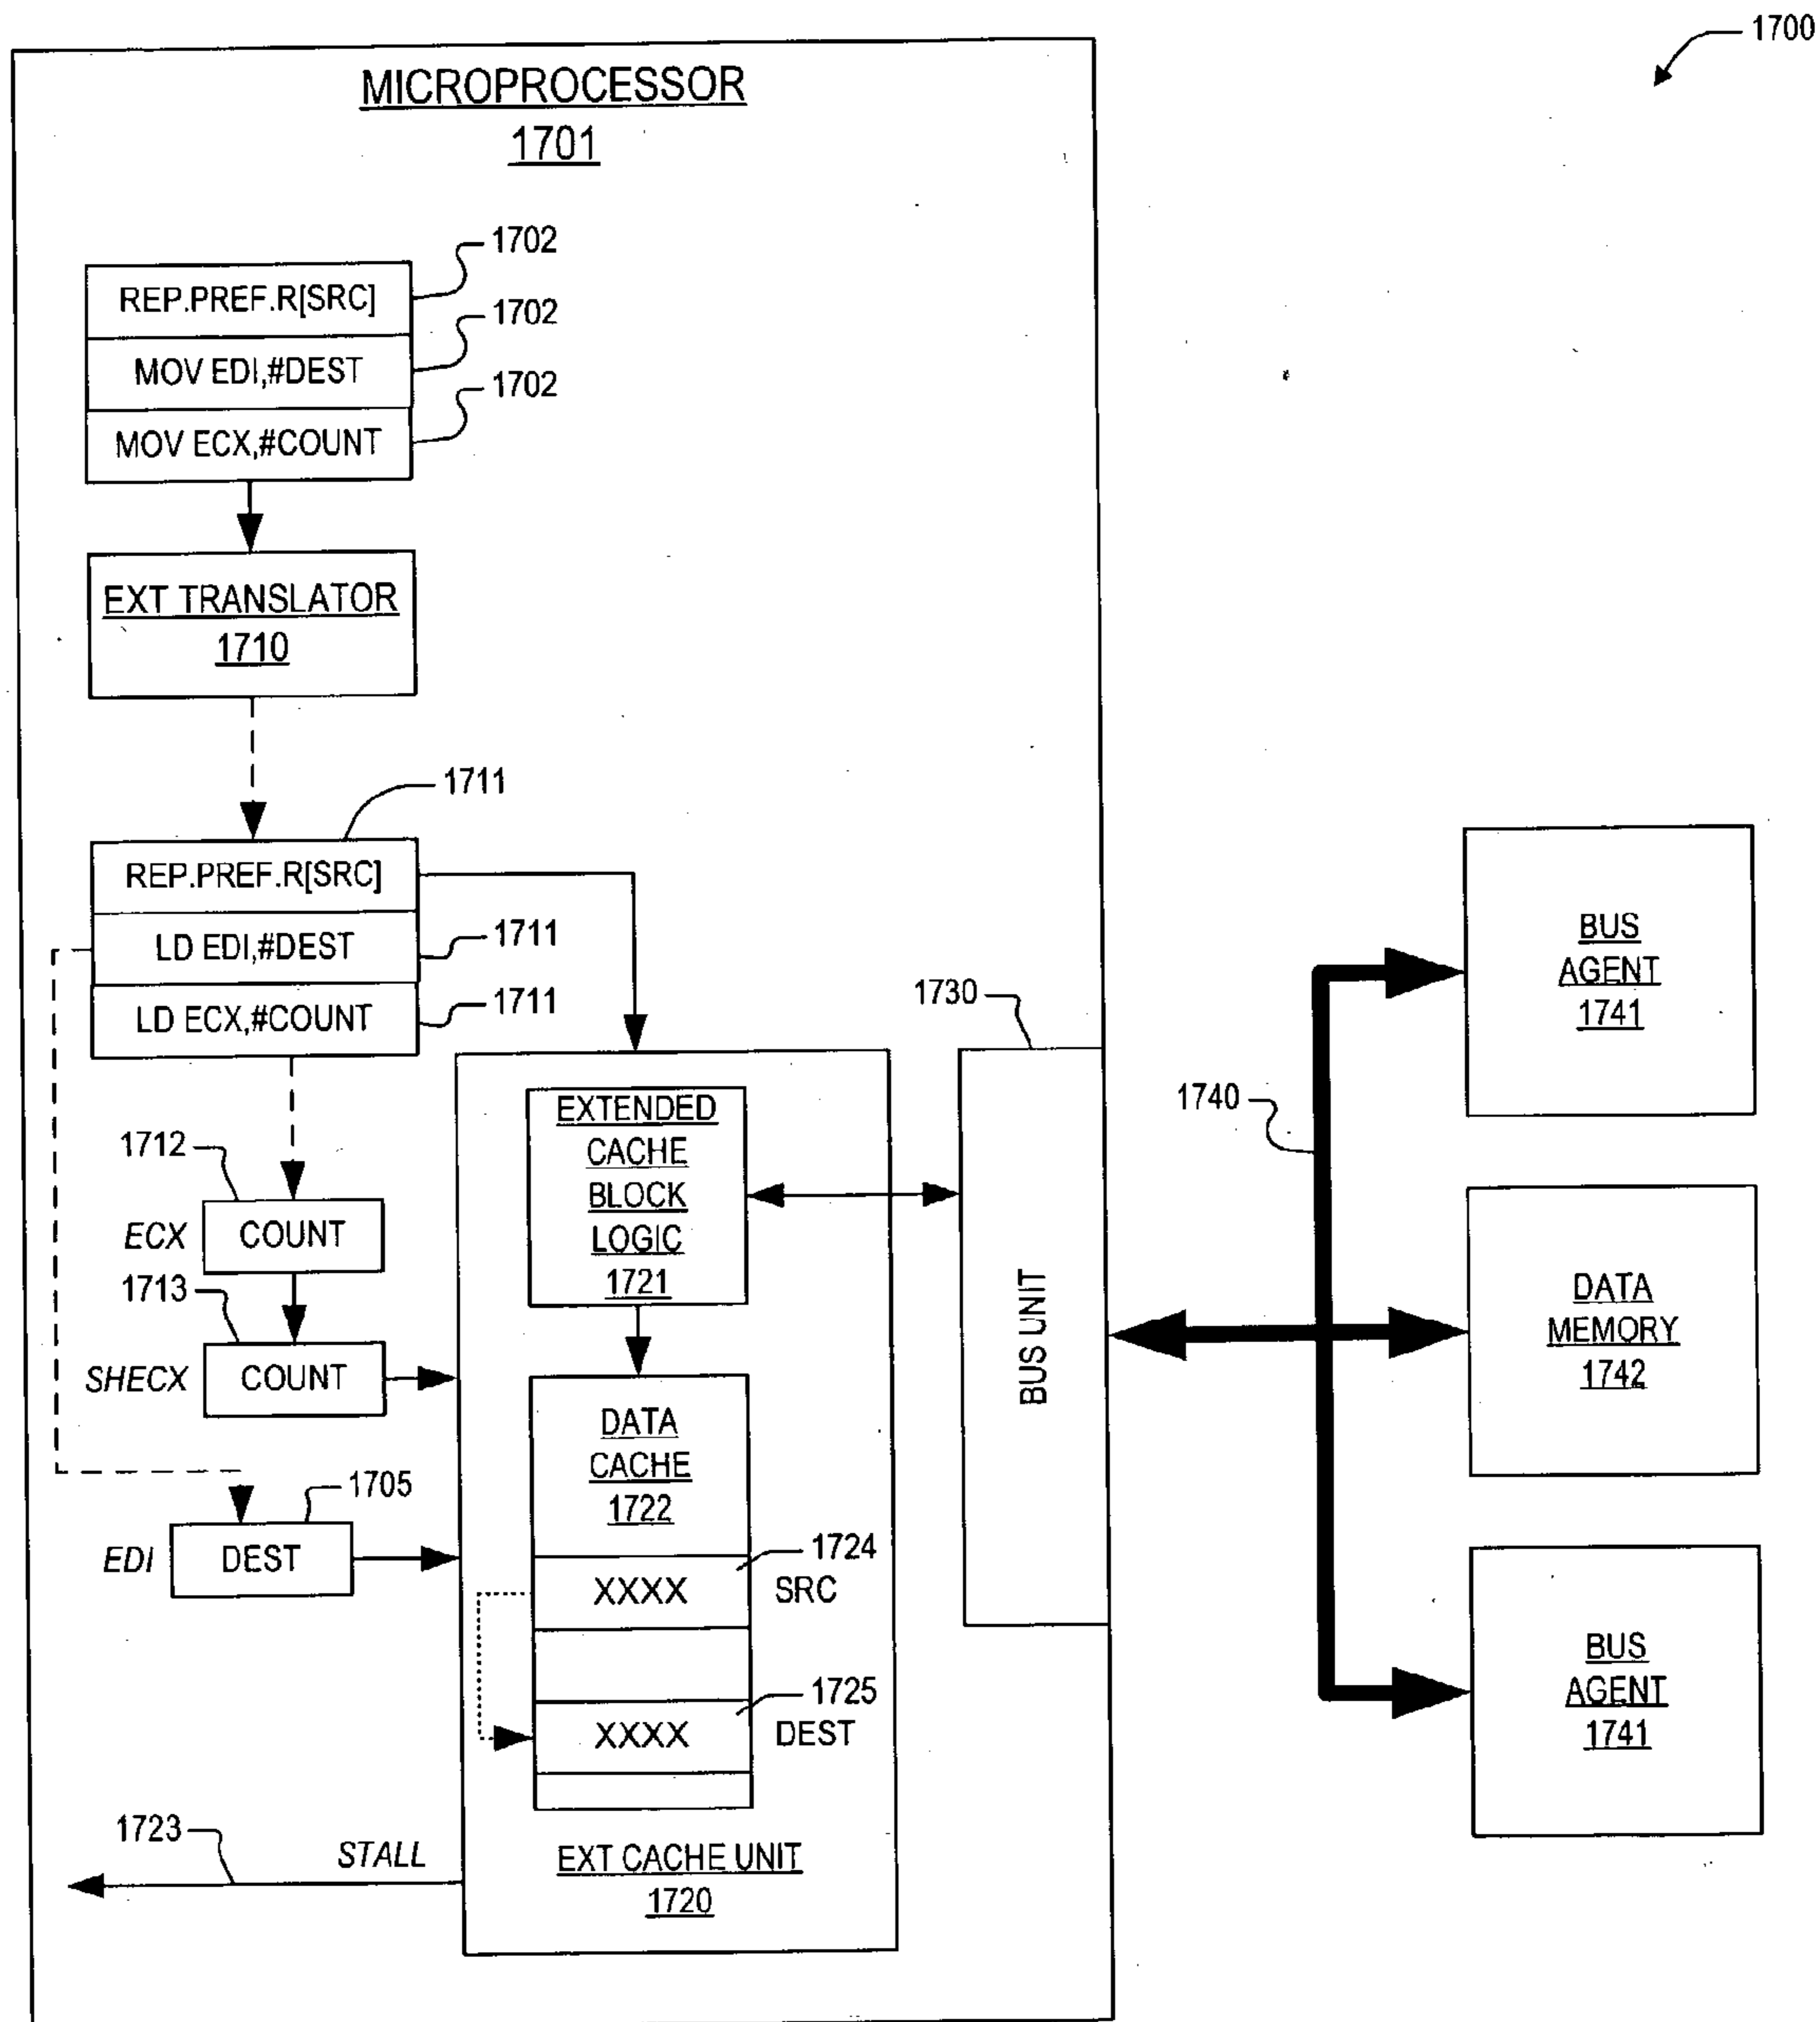 1700
MICROPROCESSOR
1701
REP.PREF.R[SRC]
1702
MOV EDI,#DEST
1702
MOV ECX,#COUNT
1702
EXT TRANSLATOR
1710
1711
REP.PREF.R[SRC]
LD EDI,#DEST
1711
LD ECX,#COUNT
1711
1712
ECX
COUNT
1713
SHECX
COUNT
1705
EDI
DEST
EXTENDED
CACHE
BLOCK
LOGIC
1721
DATA
CACHE
1722
1724
XXXX
SRC
1725
XXXX
DEST
1723
STALL
EXT CACHE UNIT
1720
1730
BUS UNIT
1740
BUS
AGENT
1741
DATA
MEMORY
1742
BUS
AGENT
1741